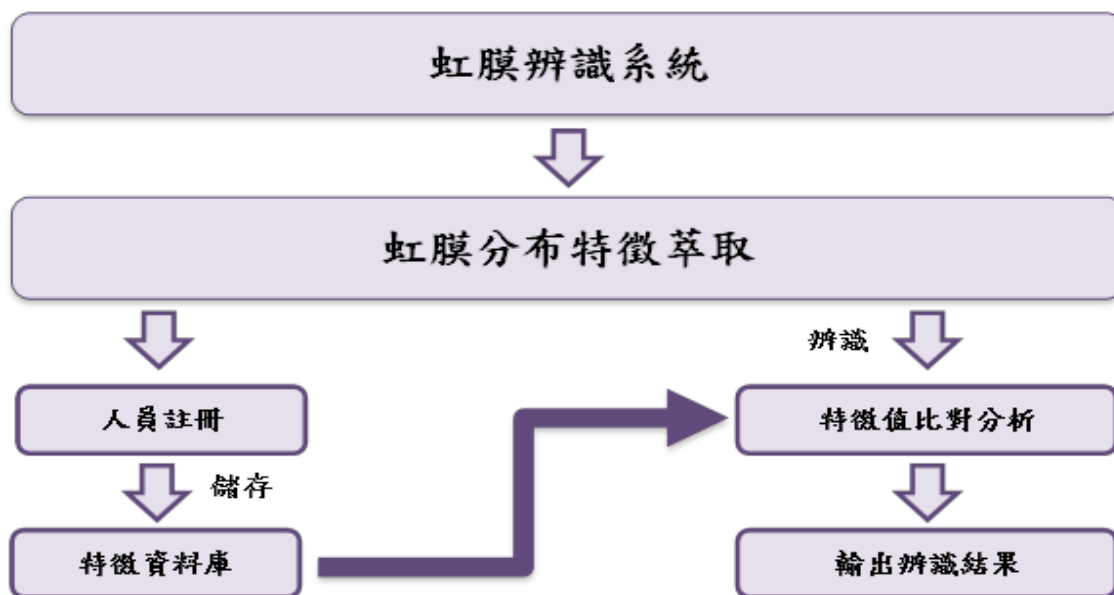 虹膜辨識系統
虹膜分布特徵萃取
辨識
人員註冊
特徵值比對分析
儲存
特徵資料庫
輸出辨識結果